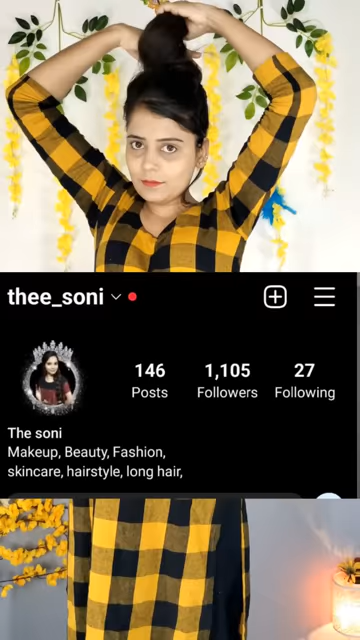 thee_soni
146 1,105 27
Posts Followers Following
The soni
Makeup, Beauty, Fashion,
skincare, hairstyle, long hair,